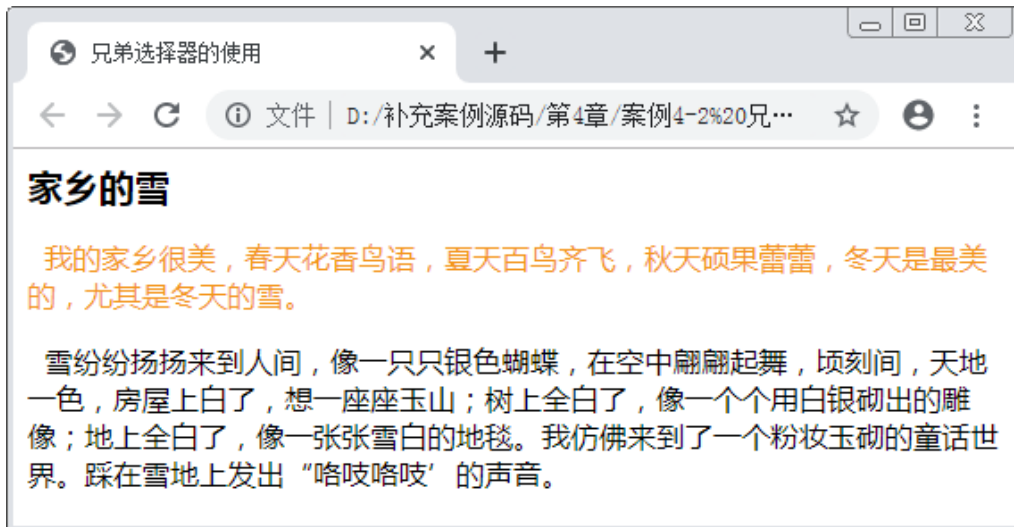 兄弟选择器的使用
文件 | D:/补充案例源码/第4章/案例4-2%20兄…
家乡的雪
我的家乡很美，春天花香鸟语，夏天百鸟齐飞，秋天硕果蕾蕾，冬天是最美
的，尤其是冬天的雪。
雪纷纷扬扬来到人间，像一只只银色蝴蝶，在空中翩翩起舞，顷刻间，天地
一色，房屋上白了，想一座座玉山；树上全白了，像一个个用白银砌出的雕
像；地上全白了，像一张张雪白的地毯。我仿佛来到了一个粉妆玉砌的童话世
界。踩在雪地上发出“咯吱咯吱’的声音。